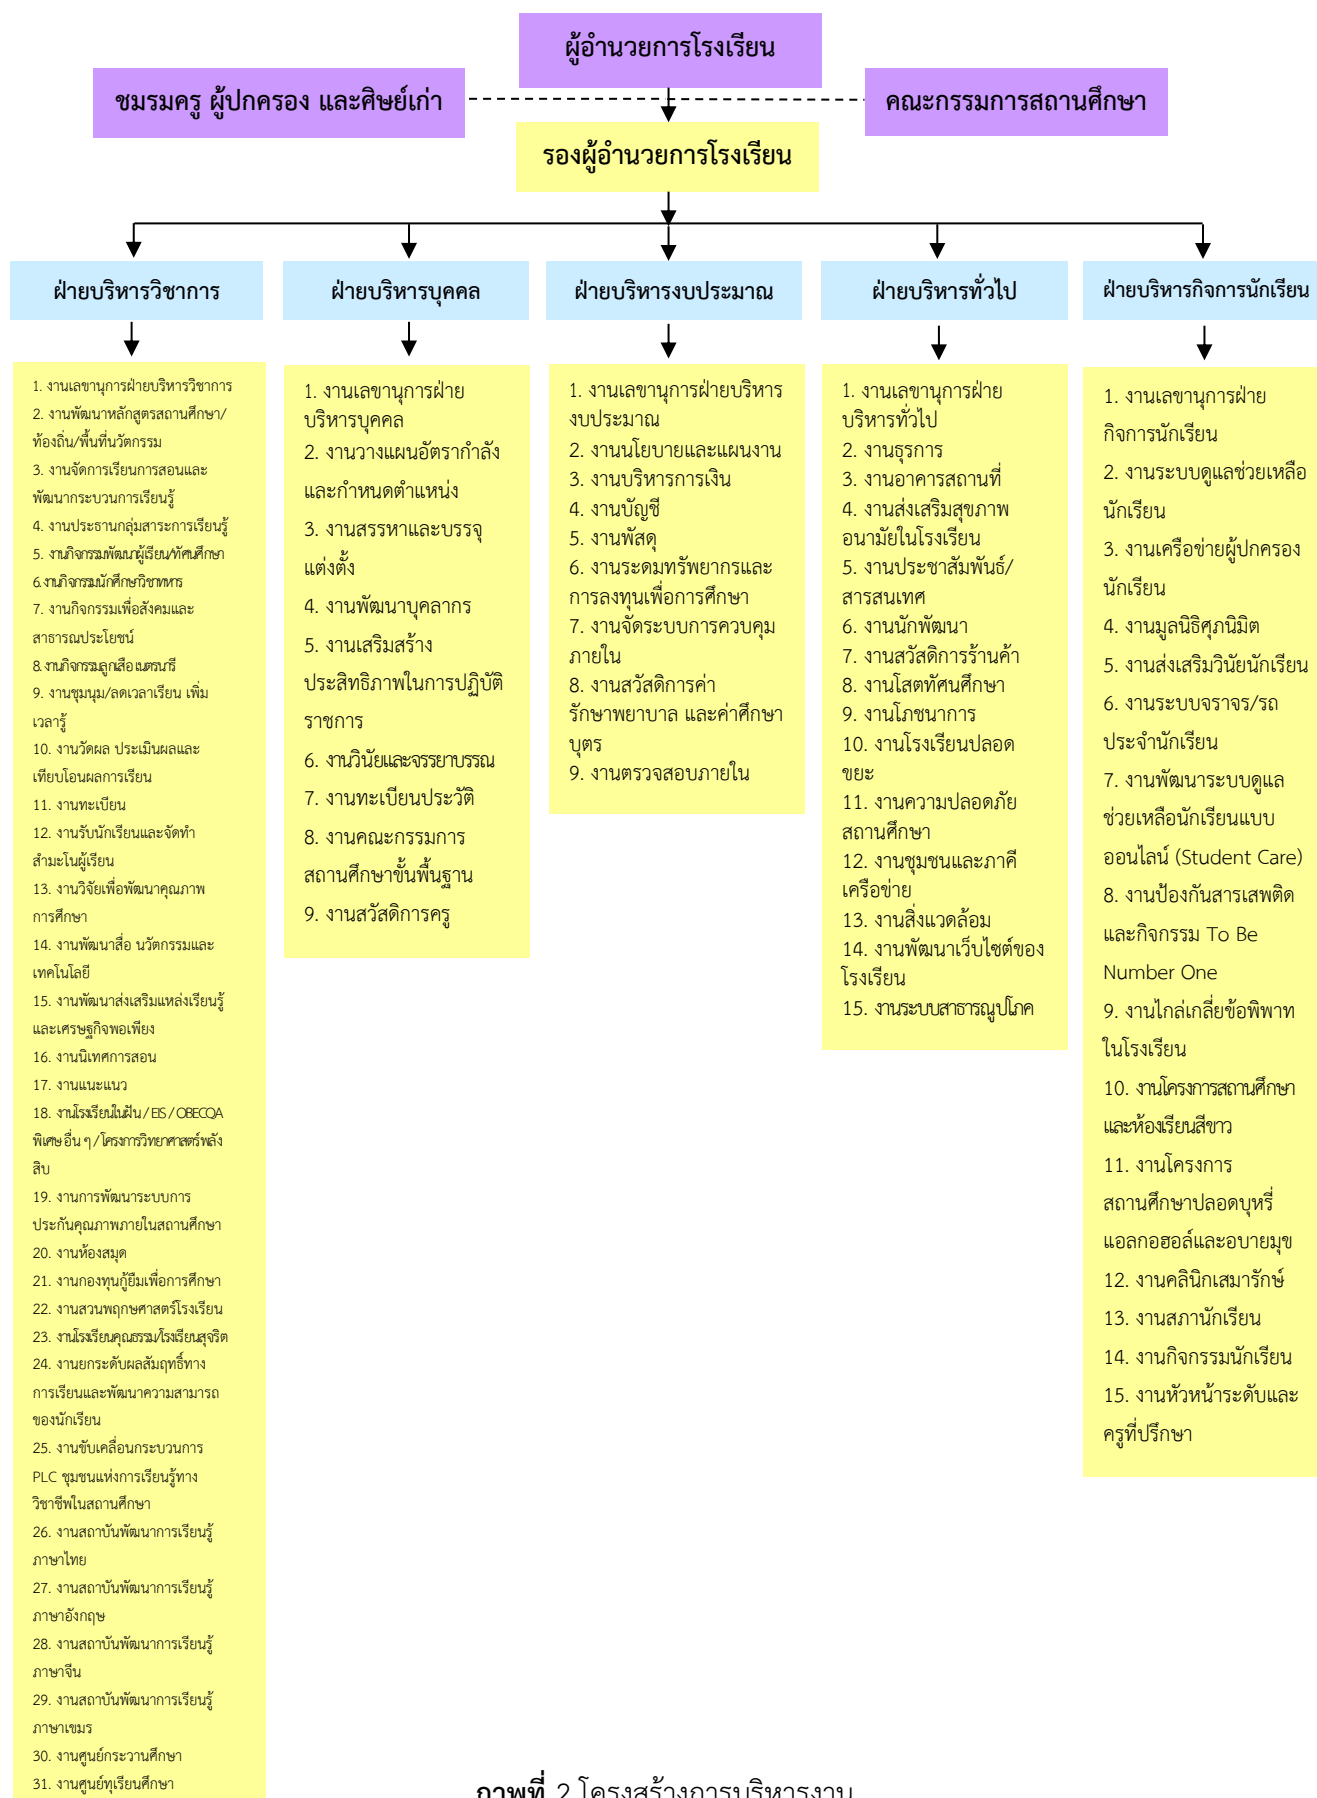 ผู้อำนวยการโรงเรียน
ชมรมครู ผู้ปกครอง และศิษย์เก่า
คณะกรรมการสถานศึกษา
รองผู้อำนวยการโรงเรียน
ฝ่ายบริหารวิชาการ
1. งานเลขานุการฝ่ายบริหารวิชาการ
2. งานพัฒนาหลักสูตรสถานศึกษา/
ท้องถิ่น/พื้นที่นวัตกรรม
3. งานจัดการเรียนการสอนและ
พัฒนากระบวนการเรียนรู้
4. งานประธานกลุ่มสาระการเรียนรู้
5. งานกิจกรรมพัฒนาผู้เรียน/ทัศนศึกษา
6.งานกิจกรรมนักศึกษาวิชาทหาร
7. งานกิจกรรมเพื่อสังคมและ
สาธารณประโยชน์
8. งานกิจกรรมลูกเสือ เนตรนารี
9. งานชุมนุม/ลดเวลาเรียน เพิ่ม
เวลารู้
10. งานวัดผล ประเมินผลและ
เทียบโอนผลการเรียน
11. งานทะเบียน
12. งานรับนักเรียนและจัดทำ
สำมะโนผู้เรียน
13. งานวิจัยเพื่อพัฒนาคุณภาพ
การศึกษา
14. งานพัฒนาสื่อ นวัตกรรมและ
เทคโนโลยี
15. งานพัฒนาส่งเสริมแหล่งเรียนรู้
และเศรษฐกิจพอเพียง
16. งานนิเทศการสอน
17. งานแนะแนว
18. งานโรงเรียนในฝัน / EIS / OBECQA
พิเศษ อื่น ๆ / โครงการวิทยาศาสตร์พลัง
สิบ
19. งานการพัฒนาระบบการ
ประกันคุณภาพภายในสถานศึกษา
20. งานห้องสมุด
21. งานกองทุนกู้ยืมเพื่อการศึกษา
22. งานสวนพฤกษศาสตร์โรงเรียน
23. งานโรงเรียนคุณธรรม/โรงเรียนสุจริต
24. งานยกระดับผลสัมฤทธิ์ทาง
การเรียนและพัฒนาความสามารถ
ของนักเรียน
25. งานขับเคลื่อนกระบวนการ
PLC ชุมชนแห่งการเรียนรู้ทาง
วิชาชีพในสถานศึกษา
26. งานสถาบันพัฒนาการเรียนรู้
ภาษาไทย
27. งานสถาบันพัฒนาการเรียนรู้
ภาษาอังกฤษ
28. งานสถาบันพัฒนาการเรียนรู้
ภาษาจีน
29. งานสถาบันพัฒนาการเรียนรู้
ภาษาเขมร
30. งานศูนย์กระวานศึกษา
31. งานศูนย์ทุเรียนศึกษา
ฝ่ายบริหารบุคคล
1. งานเลขานุการฝ่าย
บริหารบุคคล
2. งานวางแผนอัตรากำลัง
และกำหนดตำแหน่ง
3. งานสรรหาและบรรจุ
แต่งตั้ง
4. งานพัฒนาบุคลากร
5. งานเสริมสร้าง
ประสิทธิภาพในการปฏิบัติ
ราชการ
6. งานวินัยและจรรยาบรรณ
7. งานทะเบียนประวัติ
8. งานคณะกรรมการ
สถานศึกษาขั้นพื้นฐาน
9. งานสวัสดิการครู
ฝ่ายบริหารงบประมาณ
1. งานเลขานุการฝ่ายบริหาร
งบประมาณ
2. งานนโยบายและแผนงาน
3. งานบริหารการเงิน
4. งานบัญชี
5. งานพัสดุ
6. งานระดมทรัพยากรและ
การลงทุนเพื่อการศึกษา
7. งานจัดระบบการควบคุม
ภายใน
8. งานสวัสดิการค่า
รักษาพยาบาล และค่าศึกษา
บุตร
9. งานตรวจสอบภายใน
ฝ่ายบริหารทั่วไป
1. งานเลขานุการฝ่าย
บริหารทั่วไป
2. งานธุรการ
3. งานอาคารสถานที่
4. งานส่งเสริมสุขภาพ
อนามัยในโรงเรียน
5. งานประชาสัมพันธ์/
สารสนเทศ
6. งานนักพัฒนา
7. งานสวัสดิการร้านค้า
8. งานโสตทัศนศึกษา
9. งานโภชนาการ
10. งานโรงเรียนปลอด
ขยะ
11. งานความปลอดภัย
สถานศึกษา
12. งานชุมชนและภาคี
เครือข่าย
13. งานสิ่งแวดล้อม
14. งานพัฒนาเว็บไซต์ของ
โรงเรียน
15. งานระบบสาธารณูปโภค
ฝ่ายบริหารกิจการนักเรียน
1. งานเลขานุการฝ่าย
กิจการนักเรียน
2. งานระบบดูแลช่วยเหลือ
นักเรียน
3. งานเครือข่ายผู้ปกครอง
นักเรียน
4. งานมูลนิธิศุภนิมิต
5. งานส่งเสริมวินัยนักเรียน
6. งานระบบจราจร/รถ
ประจำนักเรียน
7. งานพัฒนาระบบดูแล
ช่วยเหลือนักเรียนแบบ
ออนไลน์ (Student Care)
8. งานป้องกันสารเสพติด
และกิจกรรม To Be
Number One
9. งานไกล่เกลี่ยข้อพิพาท
ในโรงเรียน
10. งานโครงการสถานศึกษา
และห้องเรียนสีขาว
11. งานโครงการ
สถานศึกษาปลอดบุหรี่
แอลกอฮอล์และอบายมุข
12. งานคลินิกเสมารักษ์
13. งานสภานักเรียน
14. งานกิจกรรมนักเรียน
15. งานหัวหน้าระดับและ
ครูที่ปรึกษา
ภาพที่ 2 โครงสร้างการบริหารงาน